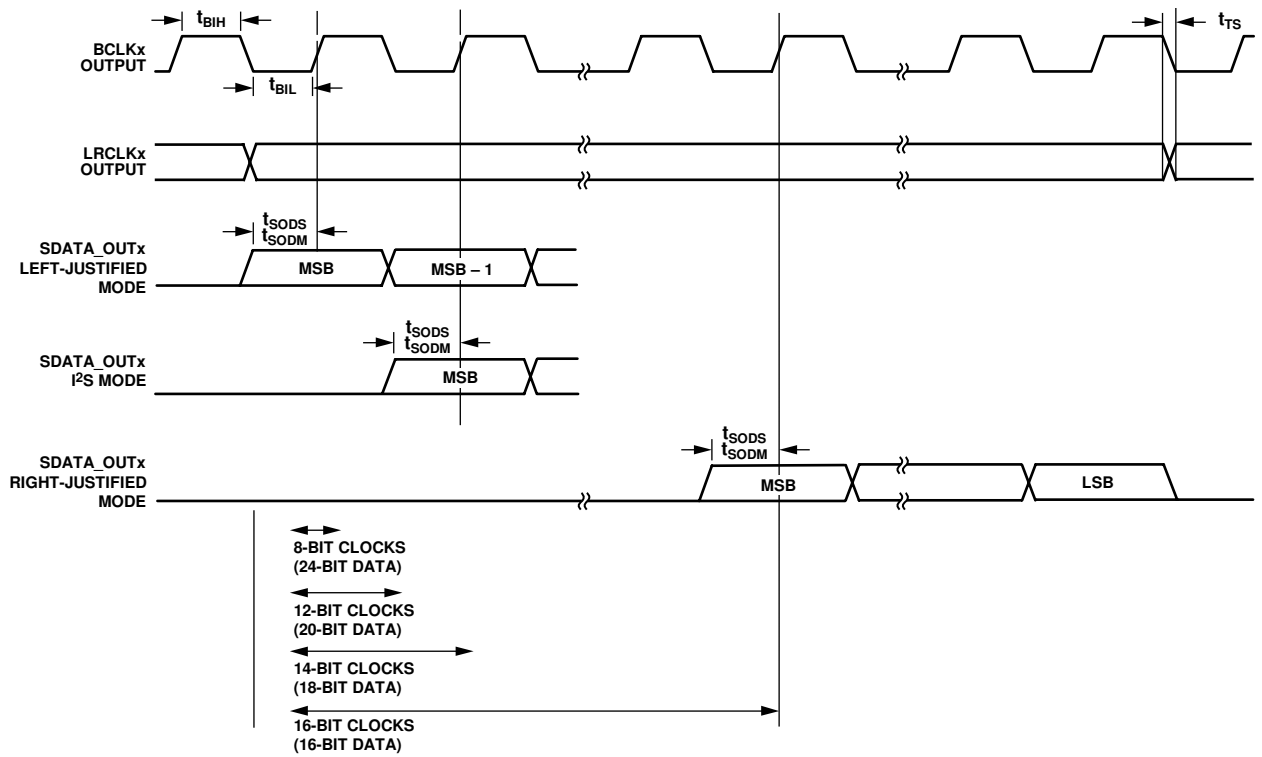 tBIH
tTS
BCLKx
OUTPUT
tBIL
LRCLKx
OUTPUT
tSODS
tSODM
SDATA_OUTx
LEFT-JUSTIFIED
MODE
MSB
MSB – 1
tSODS
tSODM
SDATA_OUTx
I²S MODE
MSB
tSODS
tSODM
SDATA_OUTx
RIGHT-JUSTIFIED
MODE
MSB
LSB
8-BIT CLOCKS
(24-BIT DATA)
12-BIT CLOCKS
(20-BIT DATA)
14-BIT CLOCKS
(18-BIT DATA)
16-BIT CLOCKS
(16-BIT DATA)